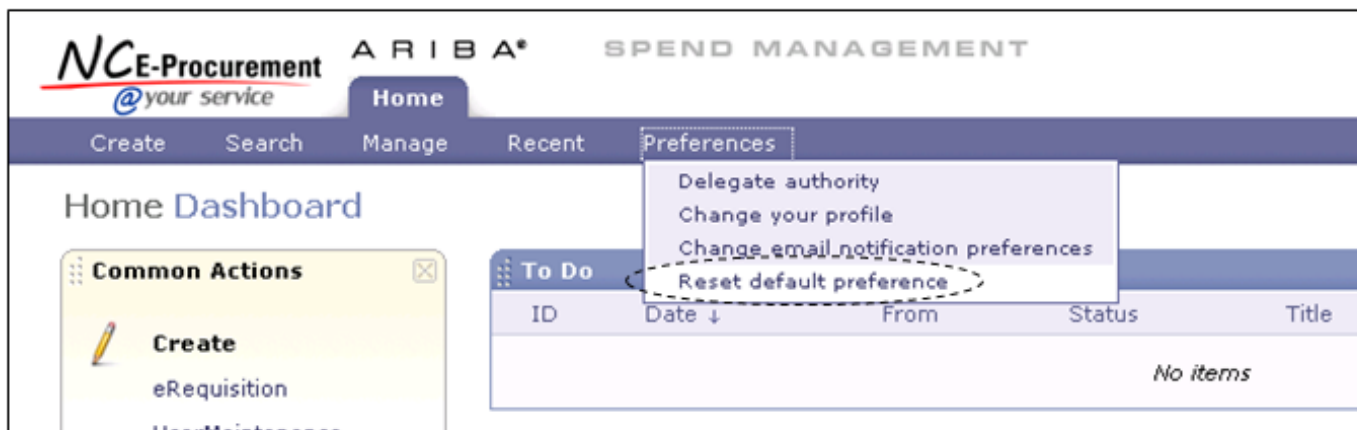 NCE-Procurement
@your service
ARIBA® SPEND MANAGEMENT
Home
Create Search Manage Recent Preferences
Delegate authority
Change your profile
Change email notification preferences
Reset default preference
Home Dashboard
Common Actions
Create
eRequisition
UserMaintenance
To Do
ID Date ↓ From Status Title
No items